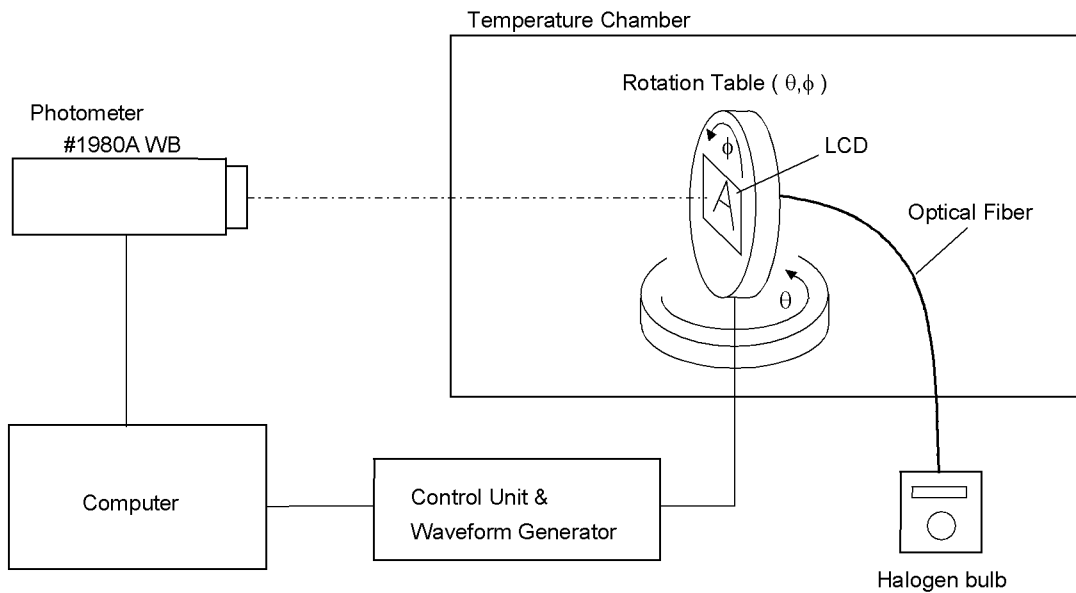 Temperature Chamber
Rotation Table ( θ,ϕ )
Photometer
#1980A WB
ϕ
LCD
A
Optical Fiber
θ
Computer
Control Unit &
Waveform Generator
Halogen bulb